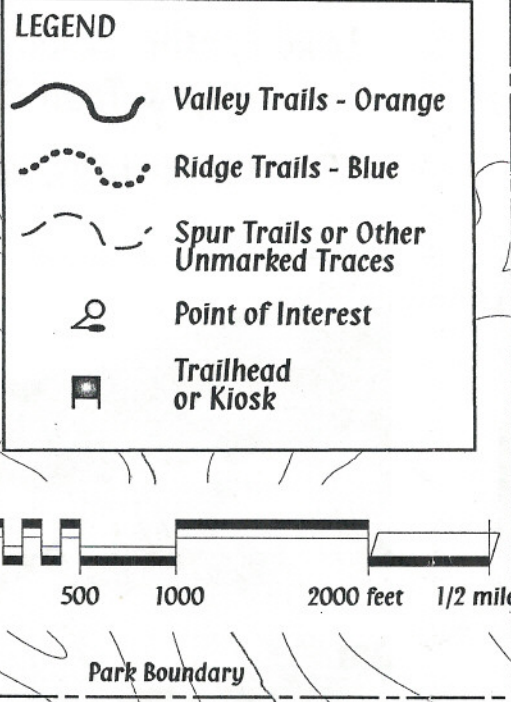 LEGEND
Valley Trails - Orange
Ridge Trails - Blue
Spur Trails or Other
Unmarked Traces
Point of Interest
Trailhead
or Kiosk
500 1000 2000 feet 1/2 mile
Park Boundary